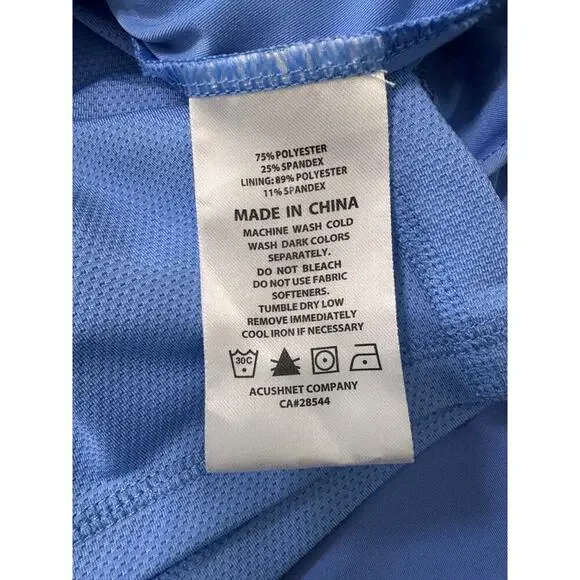 75% POLYESTER
25% SPANDEX
LINING: 89% POLYESTER
11% SPANDEX
MADE IN CHINA
MACHINE WASH COLD
WASH DARK COLORS
SEPARATELY.
DO NOT BLEACH
DO NOT USE FABRIC
SOFTENERS.
TUMBLE DRY LOW
REMOVE IMMEDIATELY
COOL IRON IF NECESSARY
30C
ACUSHNET COMPANY
CA#28544